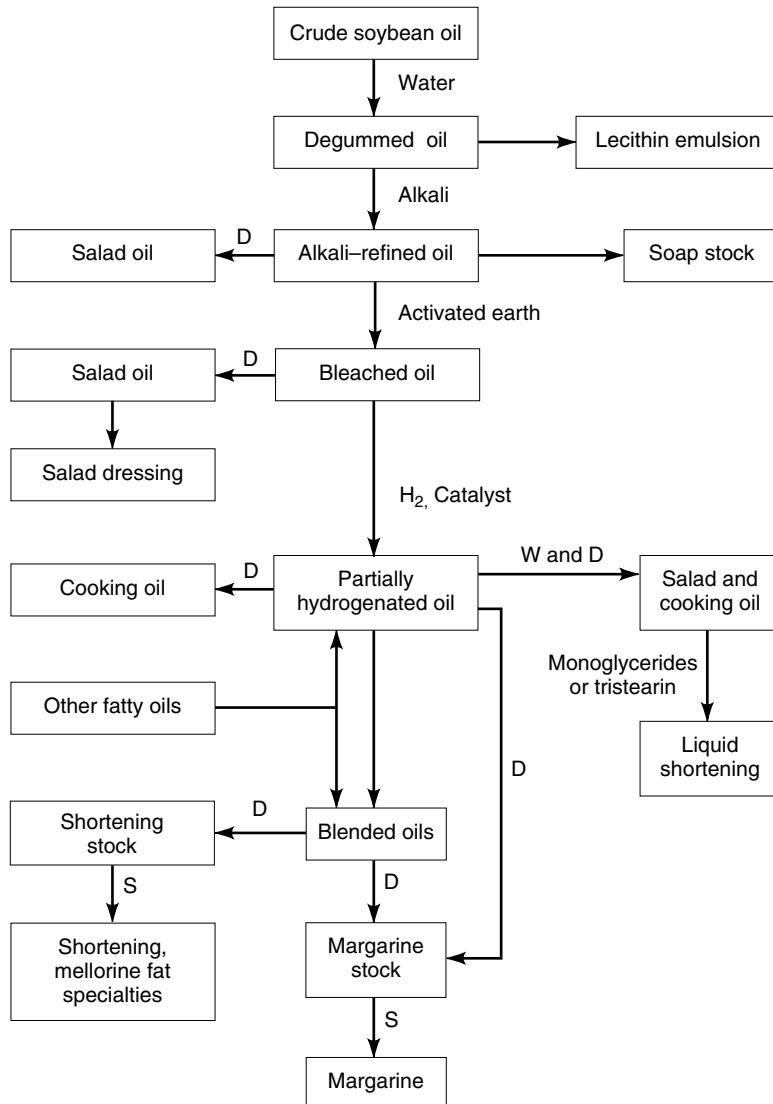 Crude soybean oil
Water
Degummed oil
Lecithin emulsion
Alkali
Salad oil
D
Alkali–refined oil
Soap stock
Activated earth
Salad oil
D
Bleached oil
Salad dressing
H2, Catalyst
Cooking oil
D
Partially
hydrogenated oil
W and D
Salad and
cooking oil
Monoglycerides
or tristearin
Other fatty oils
Liquid
shortening
D
Shortening
stock
D
Blended oils
S
D
Shortening,
mellorine fat
specialties
Margarine
stock
S
Margarine